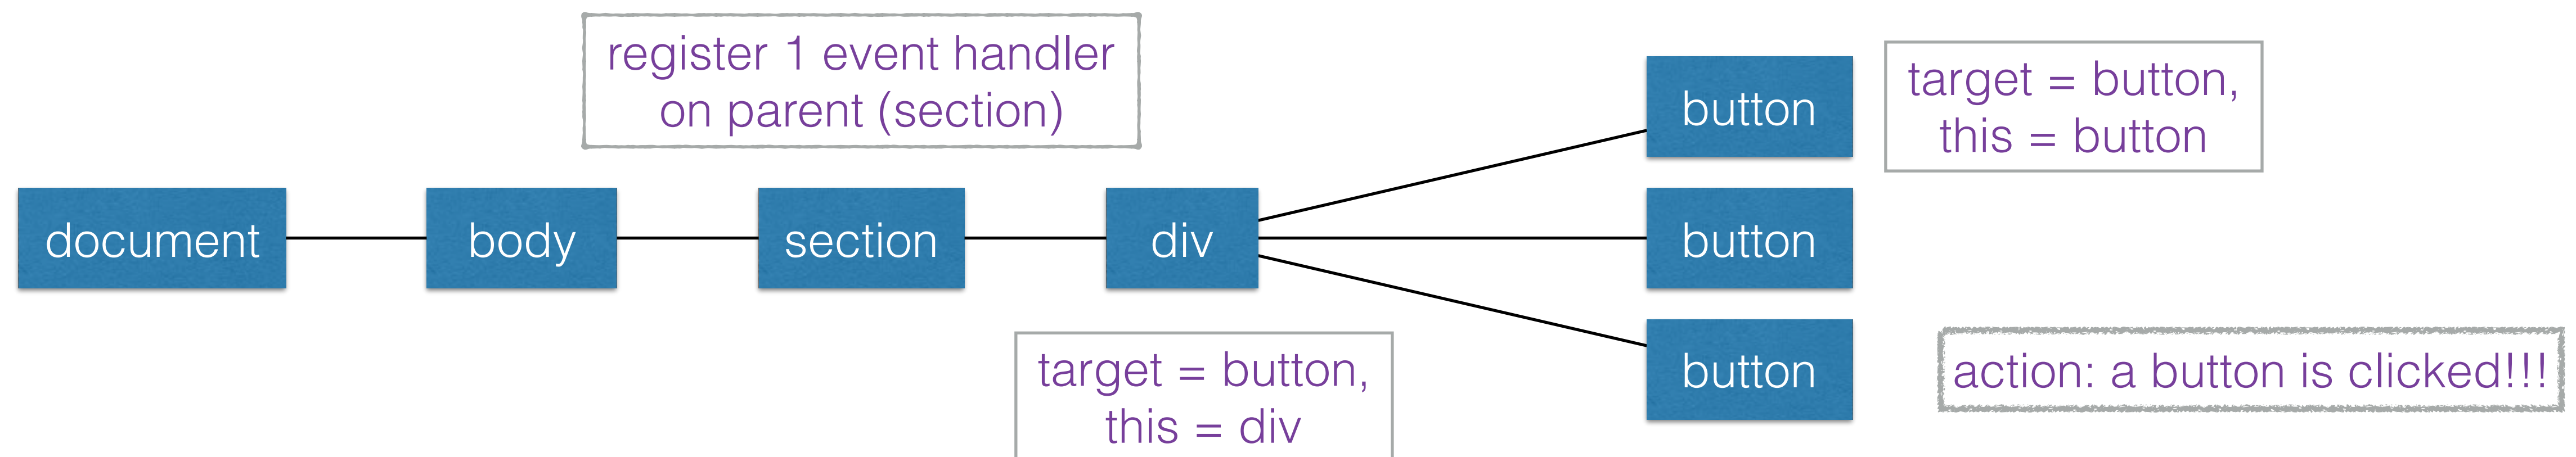 register 1 event handler
on parent (section)
button
target = button,
this = button
document
body
section
div
button
target = button,
this = div
button
action: a button is clicked!!!